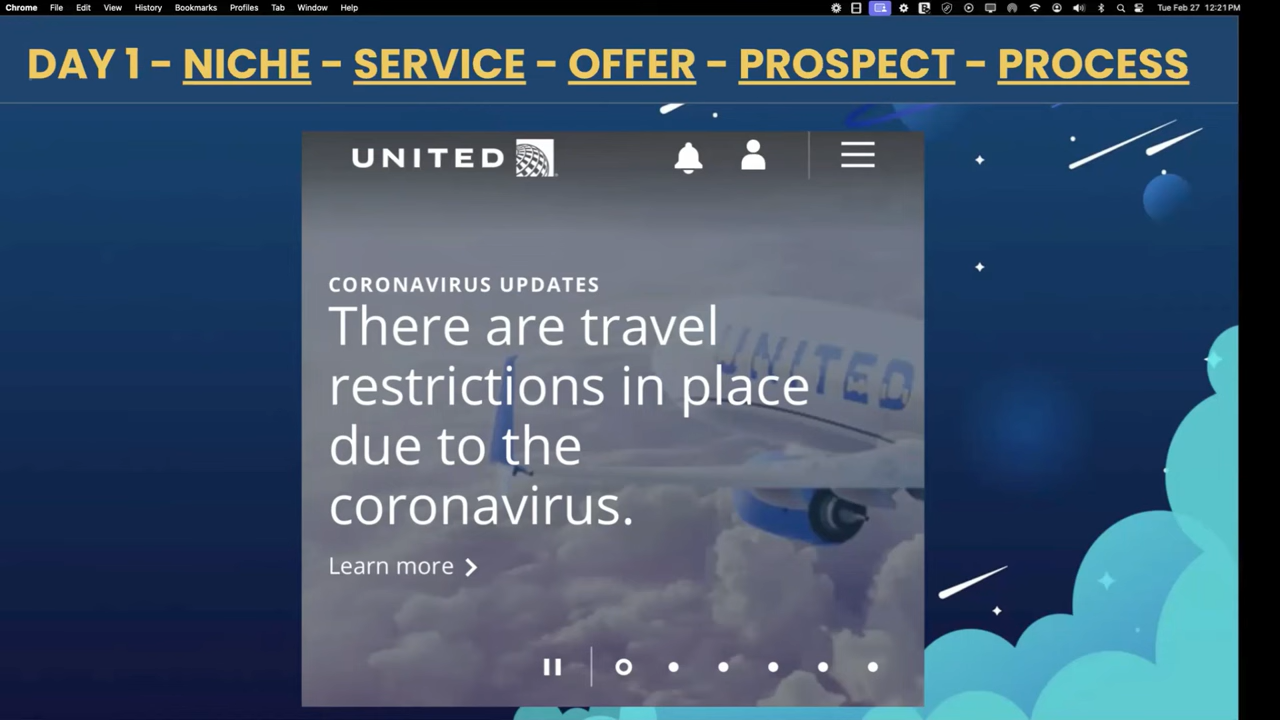 Chrome File Edit View History Bookmarks Profiles Tab Window Help Tue Feb 27 12:21 PM
DAY 1 - NICHE - SERVICE - OFFER - PROSPECT - PROCESS
UNITED
CORONAVIRUS UPDATES
There are travel
restrictions in place
due to the
coronavirus.
Learn more
UNITED